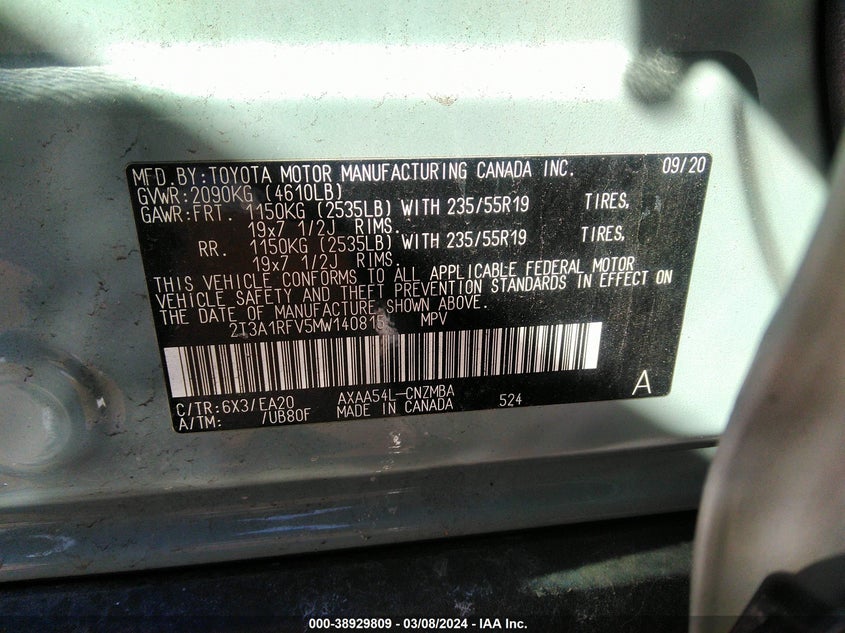 MFD.BY:TOYOTA MOTOR MANUFACTURING CANADA INC. 09/20
GVWR:2090KG (4610LB)
GAWR:FRT. 1150KG (2535LB) WITH 235/55R19 TIRES,
19x7 1/2J RIMS.
RR. 1150KG (2535LB) WITH 235/55R19 TIRES,
19x7 1/2J RIMS.
THIS VEHICLE CONFORMS TO ALL APPLICABLE FEDERAL MOTOR
VEHICLE SAFETY AND THEFT PREVENTION STANDARDS IN EFFECT ON
THE DATE OF MANUFACTURE SHOWN ABOVE.
2T3A1RFV5MW140815 MPV
C/TR:6X3/EA20 AXAA54L-CNZMBA 524 A
A/TM: /UB80F MADE IN CANADA
000-38929809 - 03/08/2024 - IAA Inc.